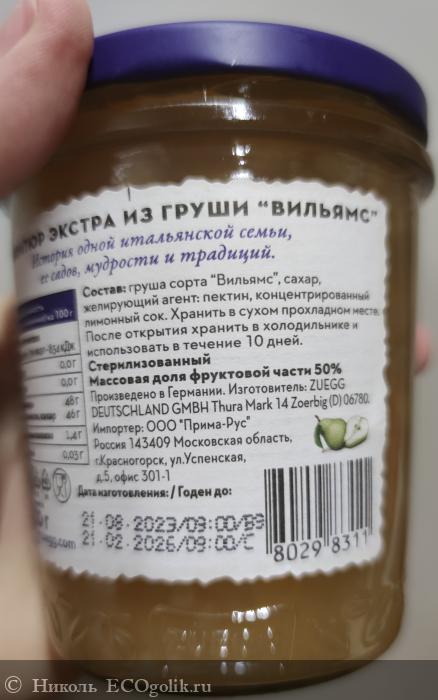 ЭКСТРА ИЗ ГРУШИ "ВИЛЬЯМС"
История одной итальянской семьи,
ее садов, мудрости и традиций.
Состав: груша сорта "Вильямс", сахар,
желирующий агент: пектин, концентрированный
лимонный сок. Хранить в сухом прохладном месте.
После открытия хранить в холодильнике и
использовать в течение 10 дней.
Стерилизованный
Массовая доля фруктовой части 50%
Произведено в Германии. Изготовитель: ZUEGG
DEUTSCHLAND GMBH Thura Mark 14 Zoerbig (D) 06780.
Импортер: ООО "Прима-Рус"
Россия 143409 Московская область,
г.Красногорск, ул.Успенская,
д.5, офис 301-1
Дата изготовления: / Годен до:
21·08·2023/09:00/
21·02·2026/09:00/C
100 г
0,0г
0,0г
48г
46г
1,4г
0,03г
8029 8311
© Николь ECOgolik.ru